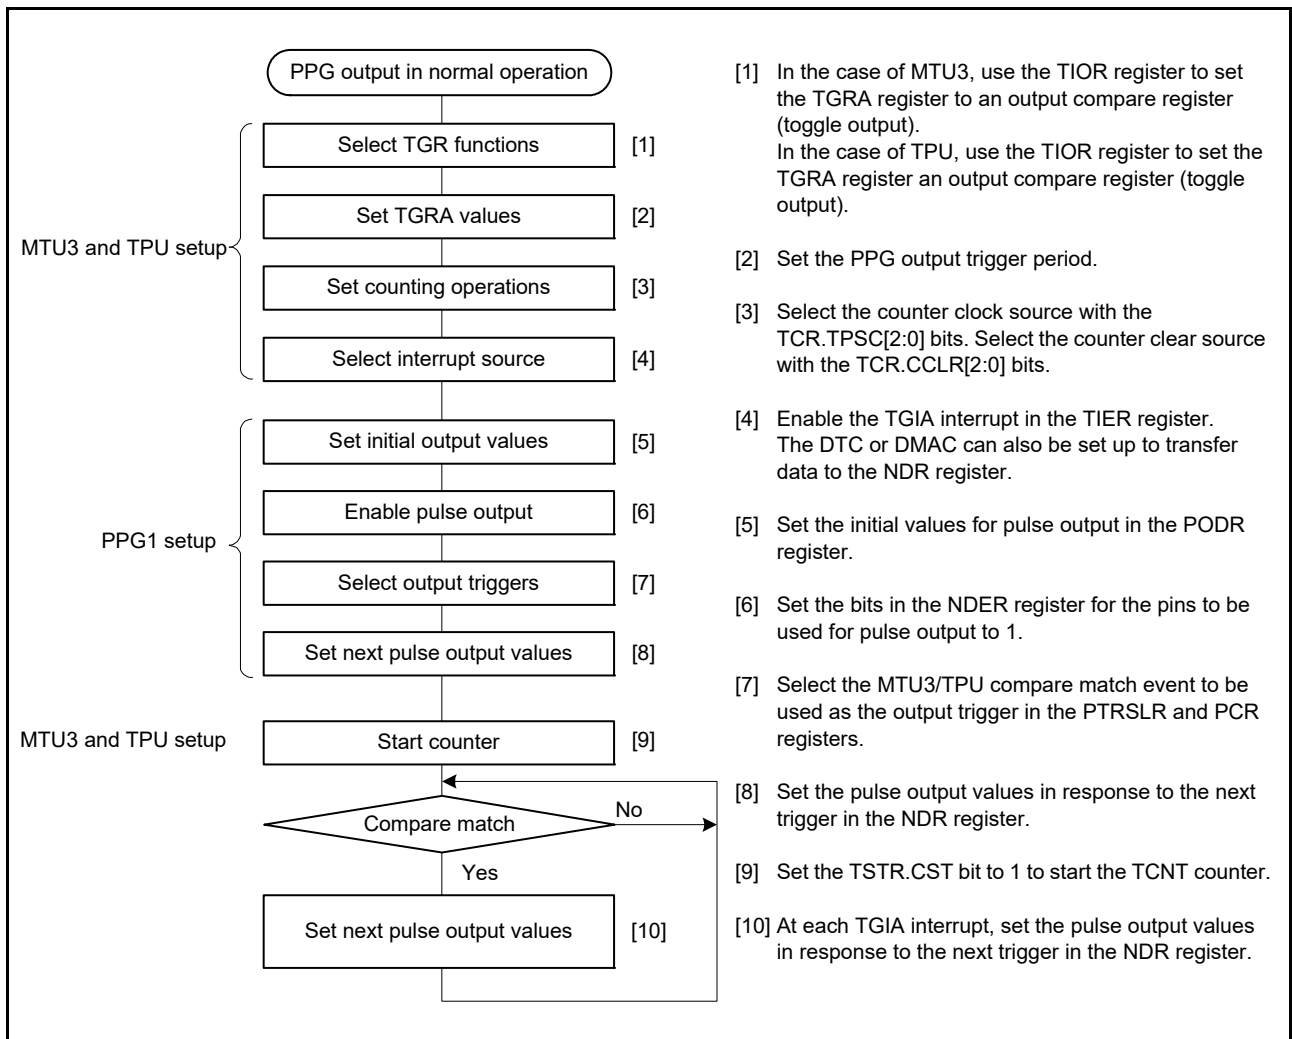 PPG output in normal operation
Select TGR functions
[1]
Set TGRA values
[2]
MTU3 and TPU setup
Set counting operations
[3]
Select interrupt source
[4]
Set initial output values
[5]
Enable pulse output
[6]
PPG1 setup
Select output triggers
[7]
Set next pulse output values
[8]
MTU3 and TPU setup
Start counter
[9]
Compare match
No
Yes
Set next pulse output values
[10]
[1] In the case of MTU3, use the TIOR register to set
the TGRA register to an output compare register
(toggle output).
In the case of TPU, use the TIOR register to set the
TGRA register an output compare register (toggle
output).
[2] Set the PPG output trigger period.
[3] Select the counter clock source with the
TCR.TPSC[2:0] bits. Select the counter clear source
with the TCR.CCLR[2:0] bits.
[4] Enable the TGIA interrupt in the TIER register.
The DTC or DMAC can also be set up to transfer
data to the NDR register.
[5] Set the initial values for pulse output in the PODR
register.
[6] Set the bits in the NDER register for the pins to be
used for pulse output to 1.
[7] Select the MTU3/TPU compare match event to be
used as the output trigger in the PTRSLR and PCR
registers.
[8] Set the pulse output values in response to the next
trigger in the NDR register.
[9] Set the TSTR.CST bit to 1 to start the TCNT counter.
[10] At each TGIA interrupt, set the pulse output values
in response to the next trigger in the NDR register.